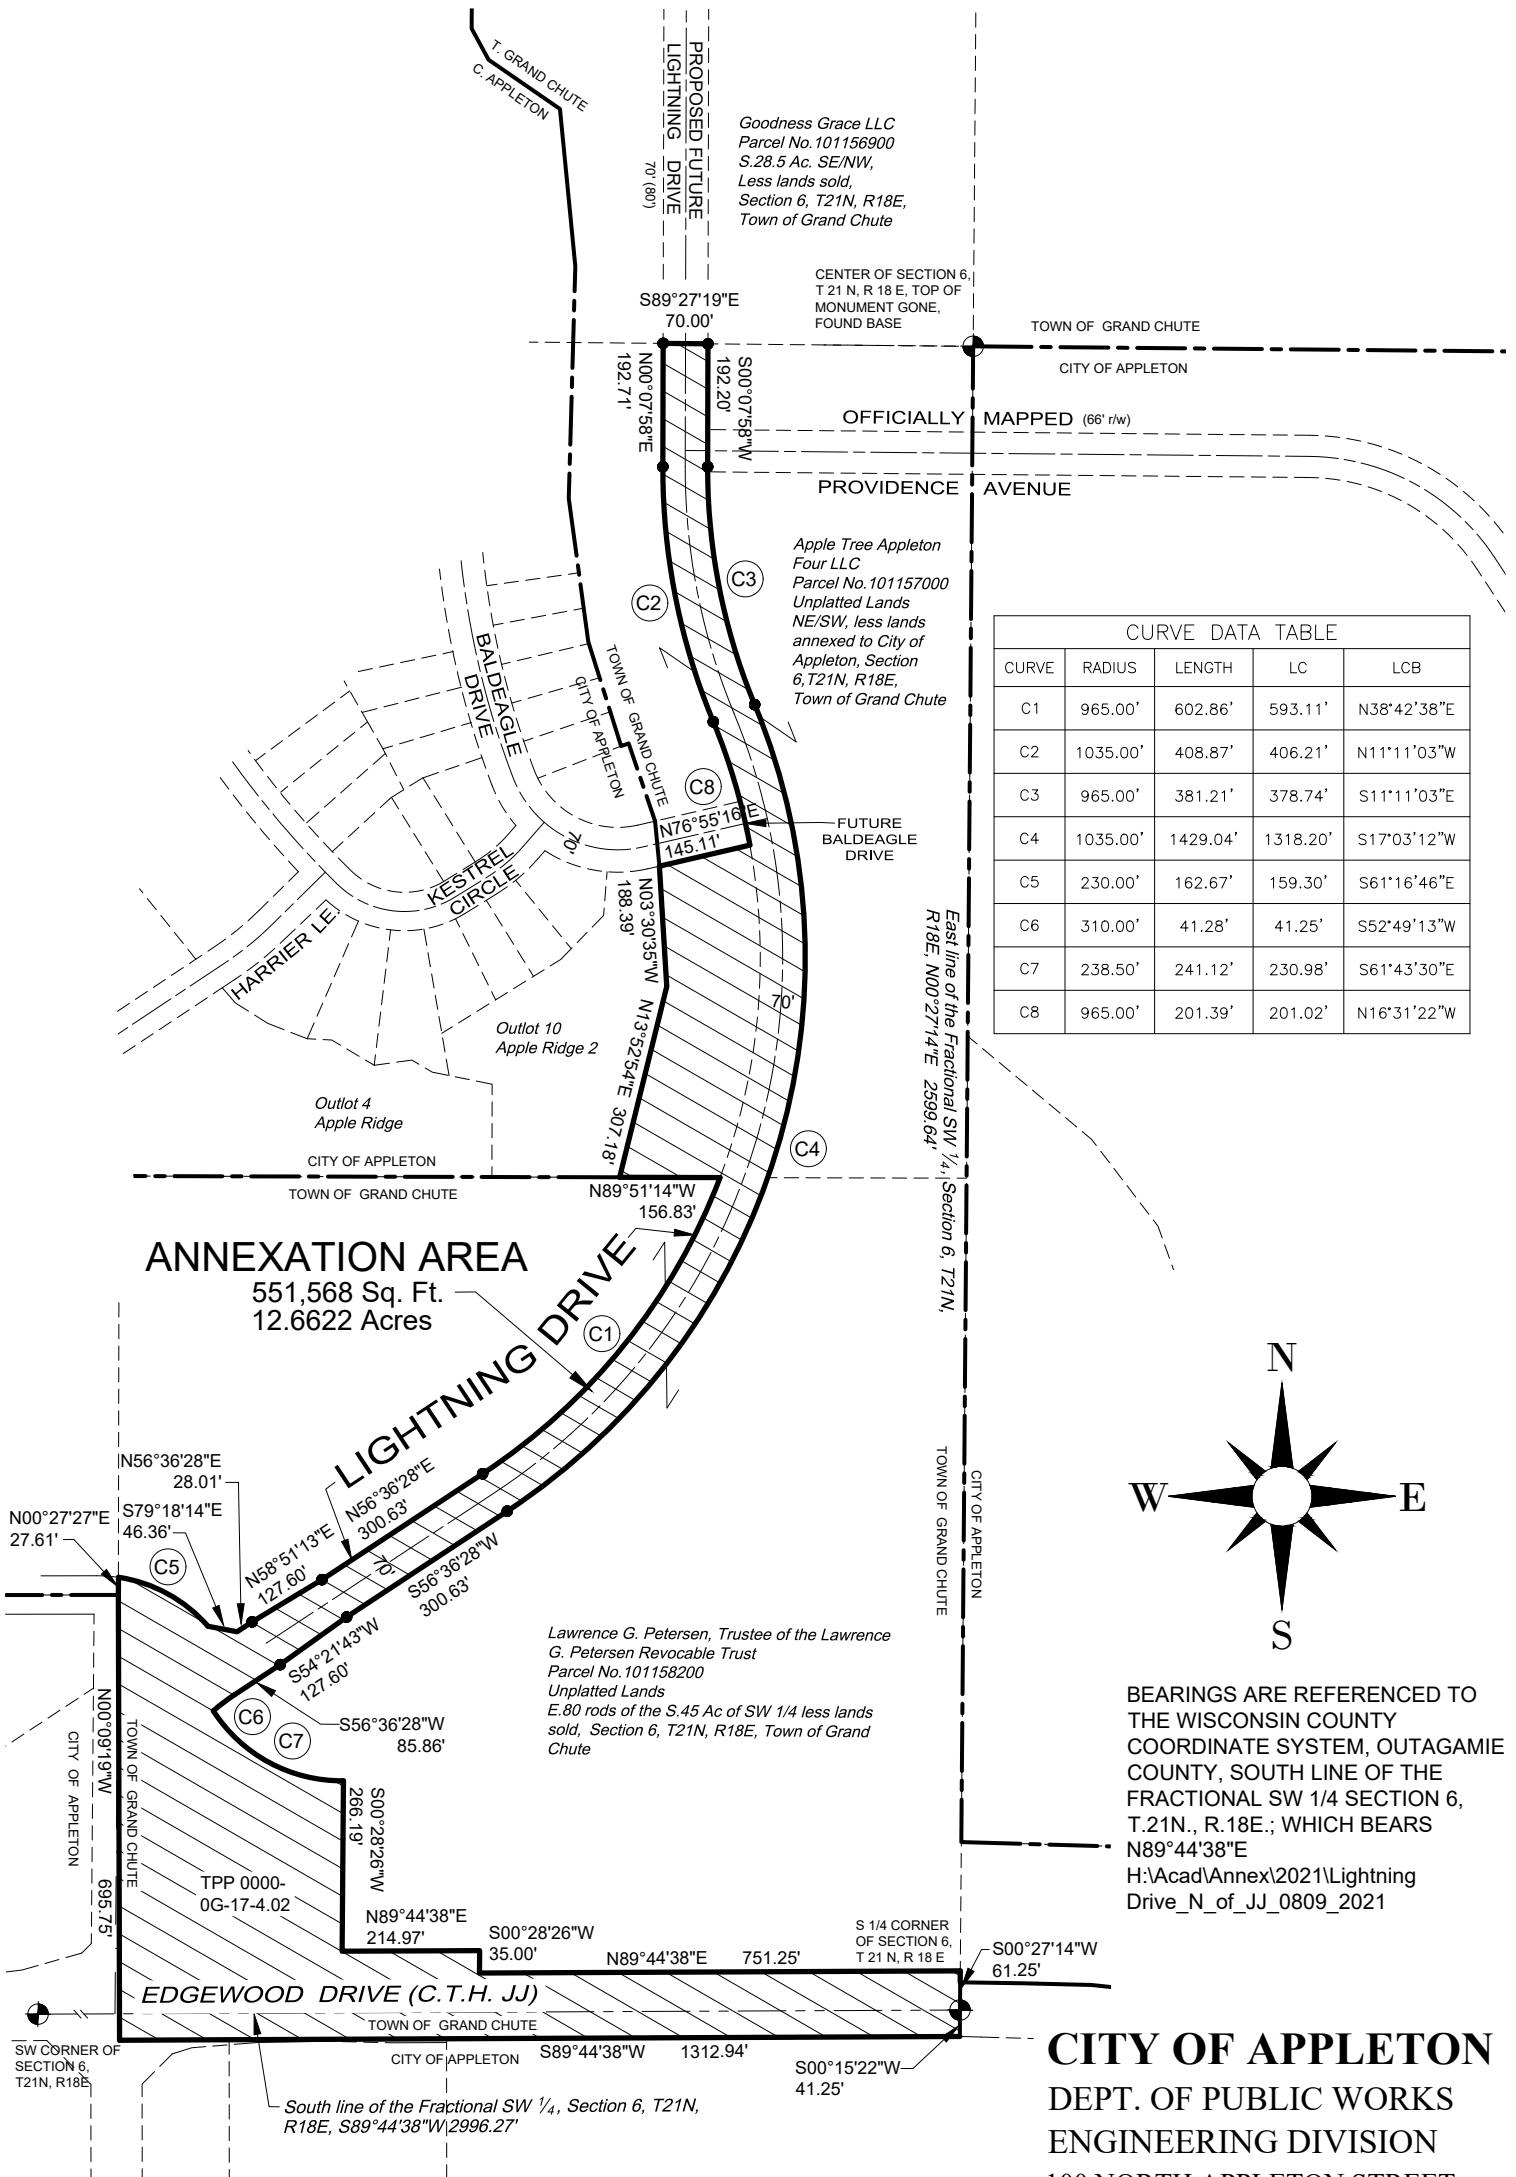 T. GRAND CHUTE
C. APPLETON
PROPOSED FUTURE
LIGHTNING DRIVE
70' (80')
Goodness Grace LLC
Parcel No.101156900
S.28.5 Ac. SE/NW,
Less lands sold,
Section 6, T21N, R18E,
Town of Grand Chute
CENTER OF SECTION 6,
T 21 N, R 18 E, TOP OF
MONUMENT GONE,
FOUND BASE
S89°27'19"E
70.00'
TOWN OF GRAND CHUTE
CITY OF APPLETON
N00°07'58"E
192.71'
S00°07'58"W
192.20'
OFFICIALLY MAPPED (66' r/w)
PROVIDENCE AVENUE
Apple Tree Appleton
Four LLC
Parcel No.101157000
Unplatted Lands
NE/SW, less lands
annexed to City of
Appleton, Section
6,T21N, R18E,
Town of Grand Chute
C3
C2
BALDEAGLE
DRIVE
TOWN OF GRAND CHUTE
CITY OF APPLETON
CURVE DATA TABLE
CURVE RADIUS LENGTH LC LCB
C1 965.00' 602.86' 593.11' N38°42'38"E
C2 1035.00' 408.87' 406.21' N11°11'03"W
C3 965.00' 381.21' 378.74' S11°11'03"E
C4 1035.00' 1429.04' 1318.20' S17°03'12"W
C5 230.00' 162.67' 159.30' S61°16'46"E
C6 310.00' 41.28' 41.25' S52°49'13"W
C7 238.50' 241.12' 230.98' S61°43'30"E
C8 965.00' 201.39' 201.02' N16°31'22"W
C8
N76°55'16"E
145.11'
FUTURE
BALDEAGLE
DRIVE
70'
KESTREL
CIRCLE
HARRIER LE.
N03°30'35"W
188.39'
N13°52'54"E 307.18'
70'
Outlot 10
Apple Ridge 2
Outlot 4
Apple Ridge
East line of the Fractional SW 1/4, Section 6, T21N,
R18E, N00°27'14"E 2599.64'
C4
CITY OF APPLETON
TOWN OF GRAND CHUTE
N89°51'14"W
156.83'
ANNEXATION AREA
551,568 Sq. Ft.
12.6622 Acres
LIGHTNING DRIVE
C1
N
W
E
S
N56°36'28"E
28.01'
N00°27'27"E
27.61'
S79°18'14"E
46.36'
C5
N58°51'13"E
127.60'
N56°36'28"E
300.63'
70'
S56°36'28"W
300.63'
S54°21'43"W
127.60'
TOWN OF GRAND CHUTE
CITY OF APPLETON
C6
C7
S56°36'28"W
85.86'
Lawrence G. Petersen, Trustee of the Lawrence
G. Petersen Revocable Trust
Parcel No.101158200
Unplatted Lands
E.80 rods of the S.45 Ac of SW 1/4 less lands
sold, Section 6, T21N, R18E, Town of Grand
Chute
BEARINGS ARE REFERENCED TO
THE WISCONSIN COUNTY
COORDINATE SYSTEM, OUTAGAMIE
COUNTY, SOUTH LINE OF THE
FRACTIONAL SW 1/4 SECTION 6,
T.21N., R.18E.; WHICH BEARS
N89°44'38"E
H:\Acad\Annex\2021\Lightning
Drive_N_of_JJ_0809_2021
N00°09'19"W 695.75'
CITY OF APPLETON
TOWN OF GRAND CHUTE
S00°28'26"W
266.19'
TPP 0000-
0G-17-4.02
N89°44'38"E
214.97'
S00°28'26"W
35.00'
N89°44'38"E 751.25'
S 1/4 CORNER
OF SECTION 6,
T 21 N, R 18 E
S00°27'14"W
61.25'
EDGEWOOD DRIVE (C.T.H. JJ)
TOWN OF GRAND CHUTE
CITY OF APPLETON
S89°44'38"W 1312.94'
S00°15'22"W
41.25'
SW CORNER OF
SECTION 6,
T21N, R18E
South line of the Fractional SW 1/4, Section 6, T21N,
R18E, S89°44'38"W 2996.27'
CITY OF APPLETON
DEPT. OF PUBLIC WORKS
ENGINEERING DIVISION
100 NORTH APPLETON STREET